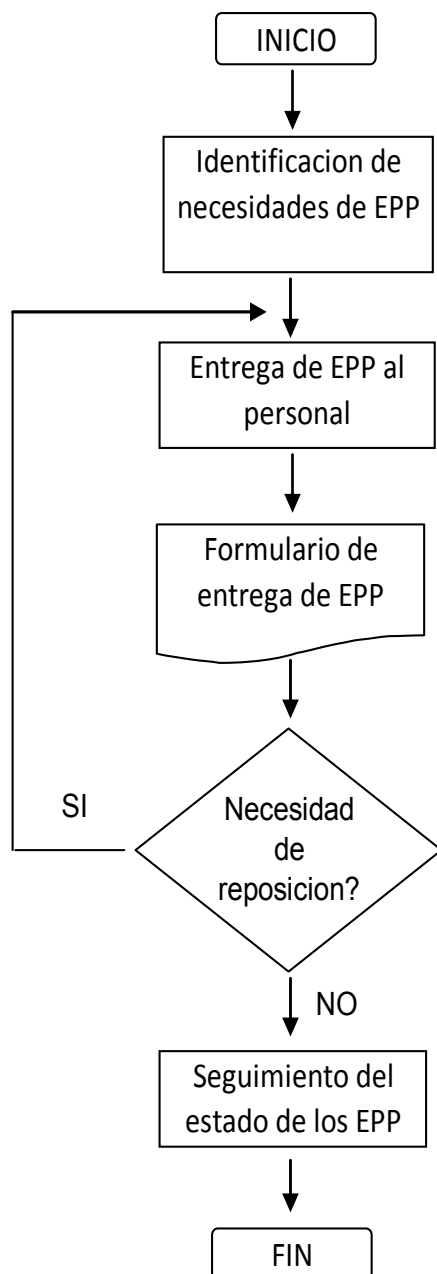 INICIO
Identificacion de
necesidades de EPP
Entrega de EPP al
personal
Formulario de
entrega de EPP
SI
Necesidad
de
reposicion?
NO
Seguimiento del
estado de los EPP
FIN